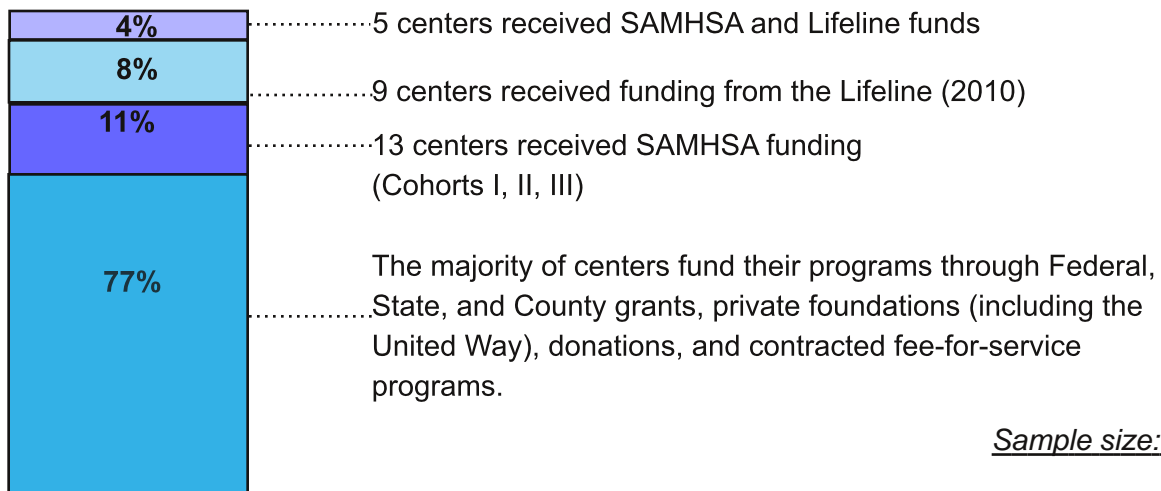 4%
5 centers received SAMHSA and Lifeline funds
8%
9 centers received funding from the Lifeline (2010)
11%
13 centers received SAMHSA funding
(Cohorts I, II, III)
77%
The majority of centers fund their programs through Federal,
State, and County grants, private foundations (including the
United Way), donations, and contracted fee-for-service
programs.
Sample size: